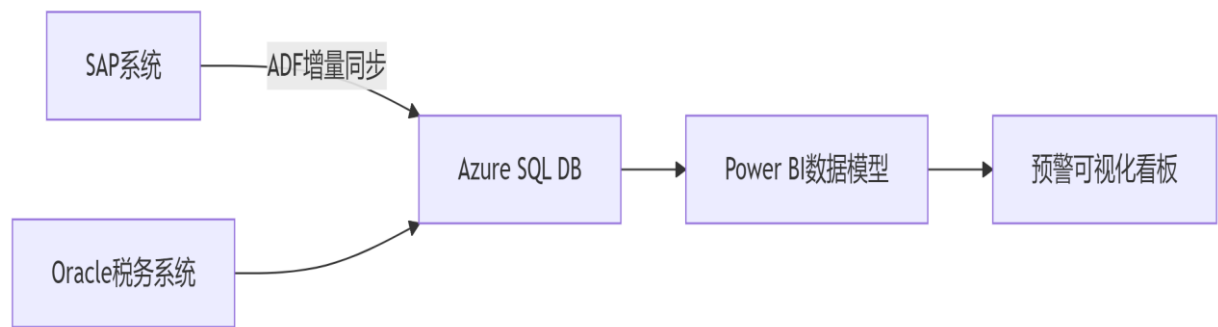 SAP系统
ADF增量同步
Azure SQL DB
Power BI数据模型
预警可视化看板
Oracle税务系统